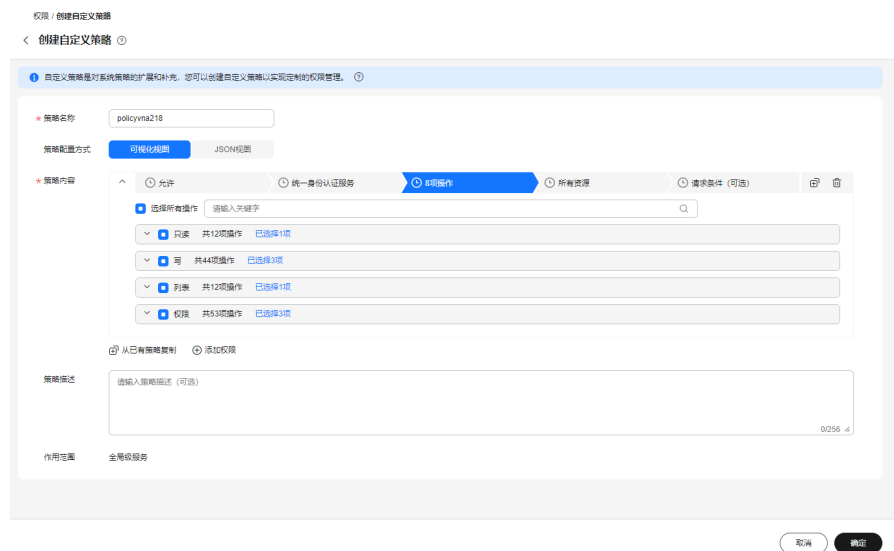 权限 / 创建自定义策略
创建自定义策略
自定义策略是对系统策略的扩展和补充，您可以创建自定义策略以实现定制的权限管理。
* 策略名称 policyvna218
策略配置方式 可视化视图 JSON视图
* 策略内容 允许 统一身份认证服务 8项操作 所有资源 请求条件（可选）
选择所有操作 请输入关键字
只读 共12项操作 已选择1项
写 共44项操作 已选择3项
列表 共12项操作 已选择1项
权限 共53项操作 已选择3项
从已有策略复制 添加权限
策略描述 请输入策略描述（可选）
0/256
作用范围 全局级服务
取消 确定